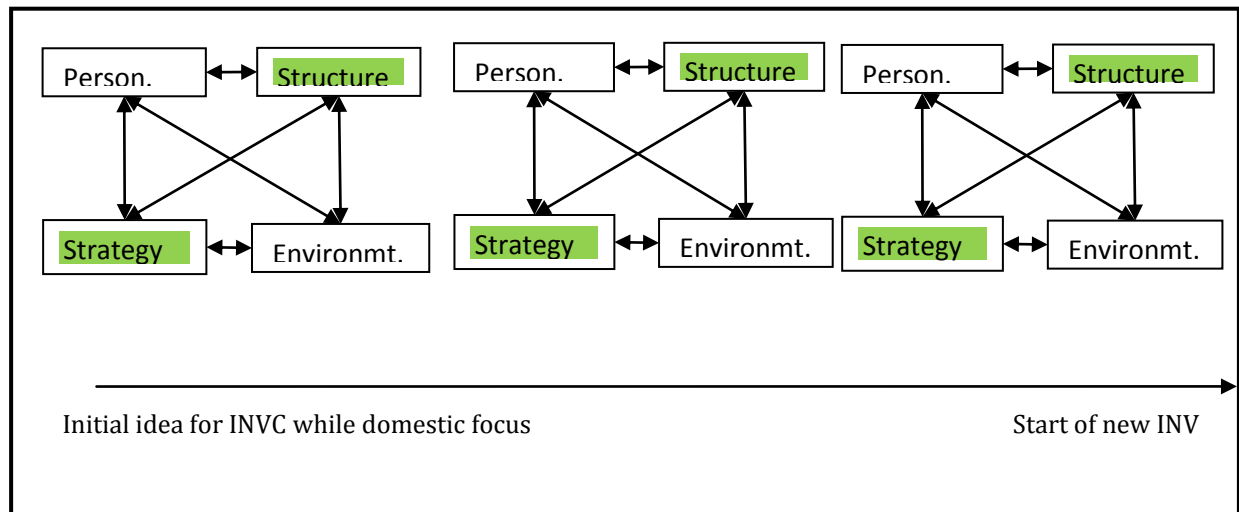 Person. Structure Person. Structure Person. Structure
Strategy Environmt. Strategy Environmt. Strategy Environmt.
Initial idea for INVC while domestic focus Start of new INV